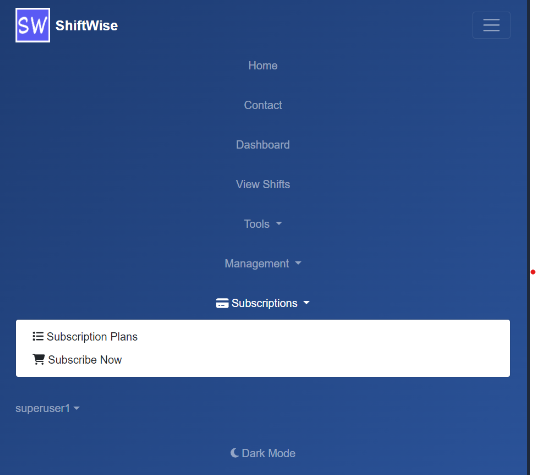 SW ShiftWise
Home
Contact
Dashboard
View Shifts
Tools
Management
Subscriptions
Subscription Plans
Subscribe Now
superuser1
Dark Mode